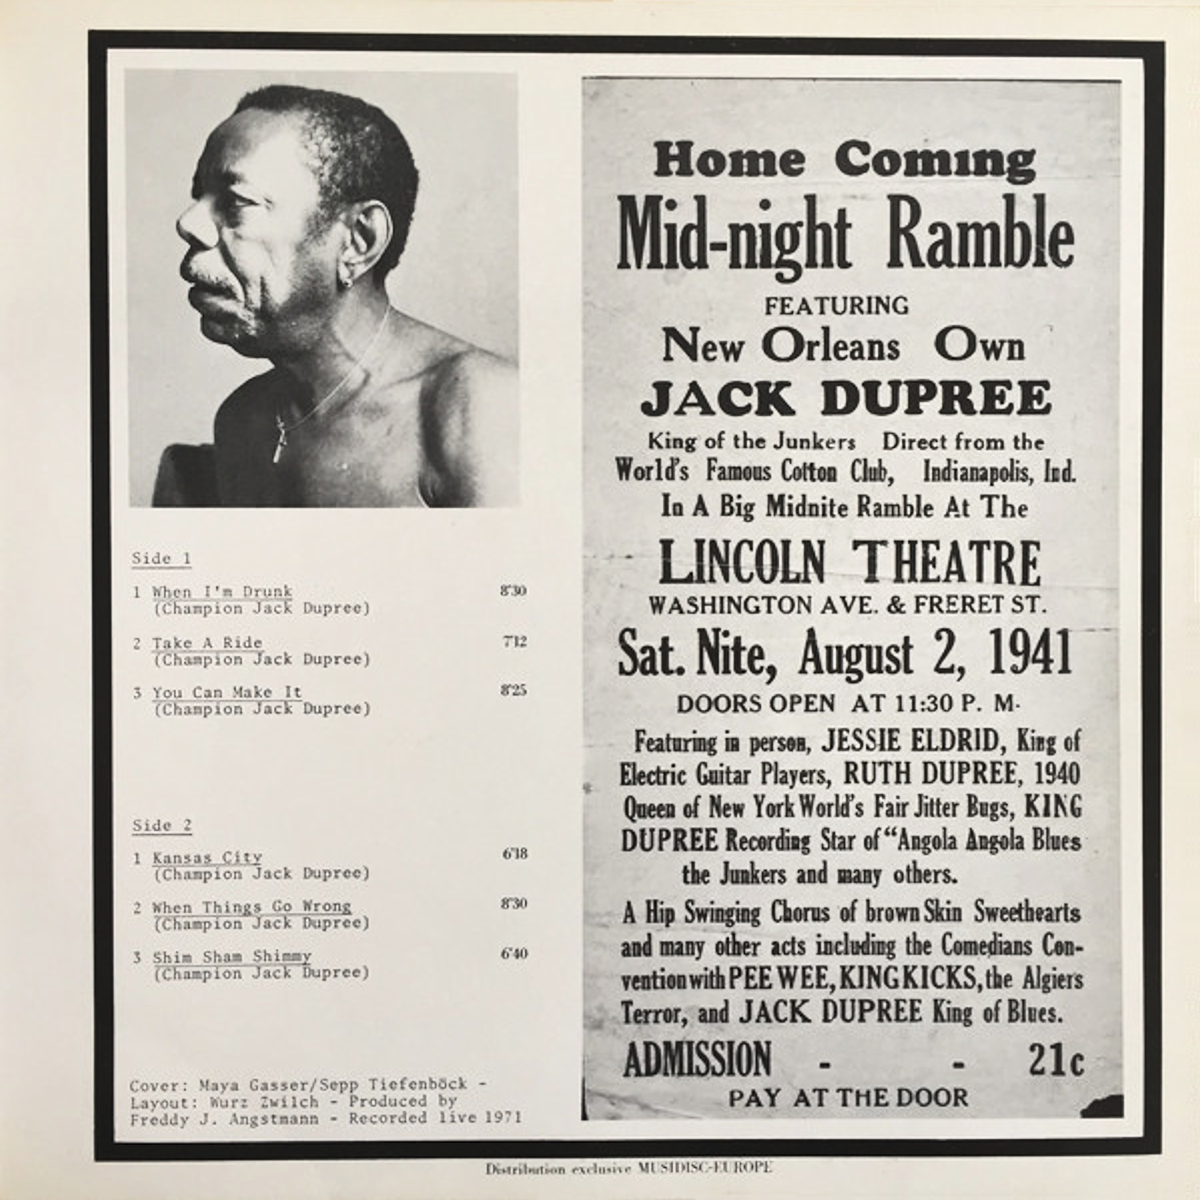 Side 1
1 When I'm Drunk 8'30
(Champion Jack Dupree)
2 Take A Ride 7'12
(Champion Jack Dupree)
3 You Can Make It 8'25
(Champion Jack Dupree)
Side 2
1 Kansas City 6'18
(Champion Jack Dupree)
2 When Things Go Wrong 8'30
(Champion Jack Dupree)
3 Shim Sham Shimmy 6'40
(Champion Jack Dupree)
Cover: Maya Gasser/Sepp Tiefenböck -
Layout: Wurz Zwilch - Produced by
Freddy J. Angstmann - Recorded live 1971
Home Coming
Mid-night Ramble
FEATURING
New Orleans Own
JACK DUPREE
King of the Junkers Direct from the
World's Famous Cotton Club, Indianapolis, Ind.
In A Big Midnite Ramble At The
LINCOLN THEATRE
WASHINGTON AVE. & FRERET ST.
Sat. Nite, August 2, 1941
DOORS OPEN AT 11:30 P. M.
Featuring in person, JESSIE ELDRID, King of
Electric Guitar Players, RUTH DUPREE, 1940
Queen of New York World's Fair Jitter Bugs, KING
DUPREE Recording Star of "Angola Angola Blues
the Junkers and many others.
A Hip Swinging Chorus of brown Skin Sweethearts
and many other acts including the Comedians Con-
vention with PEE WEE, KING KICKS, the Algiers
Terror, and JACK DUPREE King of Blues.
ADMISSION - - 21c
PAY AT THE DOOR
Distribution exclusive MUSIDISC-EUROPE